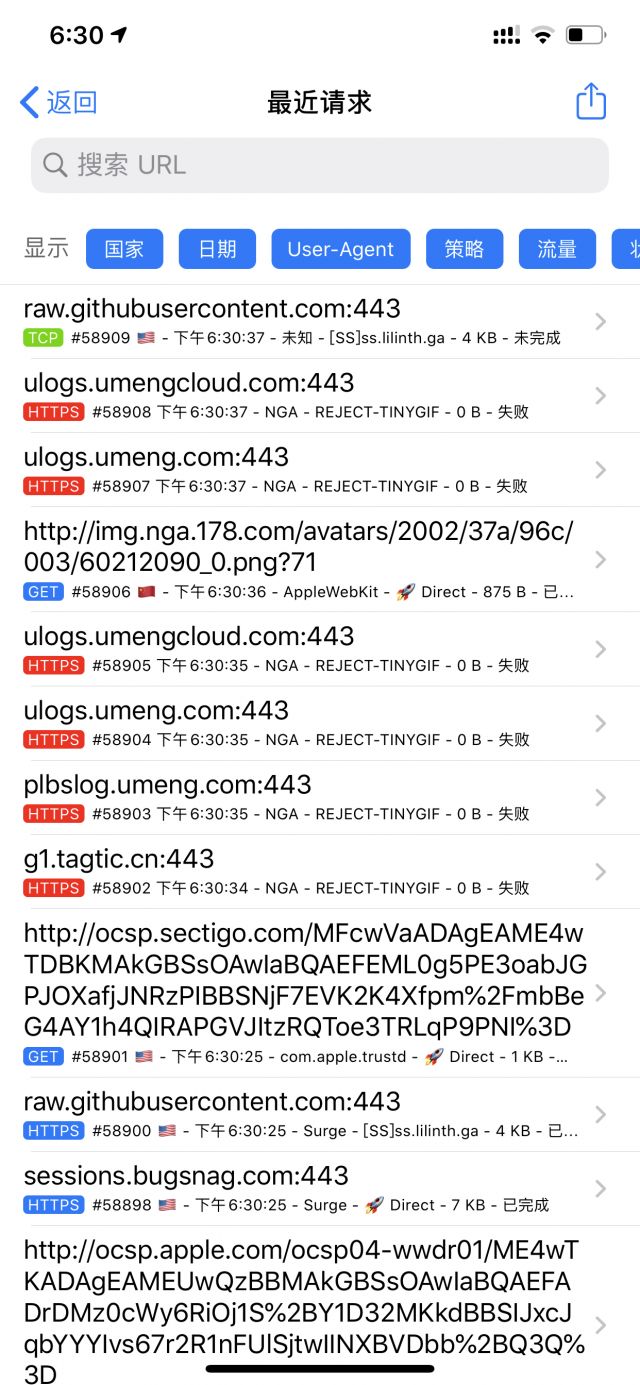 6:30
返回
最近请求
搜索 URL
显示 国家 日期 User-Agent 策略 流量
raw.githubusercontent.com:443
TCP #58909 🇺🇸 - 下午6:30:37 - 未知 - [SS]ss.lilinth.ga - 4 KB - 未完成
ulogs.umengcloud.com:443
HTTPS #58908 下午6:30:37 - NGA - REJECT-TINYGIF - 0 B - 失败
ulogs.umeng.com:443
HTTPS #58907 下午6:30:37 - NGA - REJECT-TINYGIF - 0 B - 失败
http://img.nga.178.com/avatars/2002/37a/96c/
003/60212090_0.png?71
GET #58906 🇨🇳 - 下午6:30:36 - AppleWebKit - 🚀 Direct - 875 B - 已...
ulogs.umengcloud.com:443
HTTPS #58905 下午6:30:35 - NGA - REJECT-TINYGIF - 0 B - 失败
ulogs.umeng.com:443
HTTPS #58904 下午6:30:35 - NGA - REJECT-TINYGIF - 0 B - 失败
plbslog.umeng.com:443
HTTPS #58903 下午6:30:35 - NGA - REJECT-TINYGIF - 0 B - 失败
g1.tagtic.cn:443
HTTPS #58902 下午6:30:34 - NGA - REJECT-TINYGIF - 0 B - 失败
http://ocsp.sectigo.com/MFcwVaADAgEAME4w
TDBKMAkGBSsOAwIaBQAEFEML0g5PE3oabJG
PJOXafjJNRzPIBBSNjF7EVK2K4Xfpm%2FmbBe
G4AY1h4QIRAPGVJItzRQToe3TRLqP9PNI%3D
GET #58901 🇺🇸 - 下午6:30:25 - com.apple.trustd - 🚀 Direct - 1 KB -...
raw.githubusercontent.com:443
HTTPS #58900 🇺🇸 - 下午6:30:25 - Surge - [SS]ss.lilinth.ga - 4 KB - 已...
sessions.bugsnag.com:443
HTTPS #58898 🇺🇸 - 下午6:30:25 - Surge - 🚀 Direct - 7 KB - 已完成
http://ocsp.apple.com/ocsp04-wwdr01/ME4wT
KADAgEAMEUwQzBBMAkGBSsOAwIaBQAEFA
DrDMz0cWy6RiOj1S%2BY1D32MKkdBBSIJxcJ
qbYYYIvs67r2R1nFUlSjtwIINXBVDbb%2BQ3Q%
3D